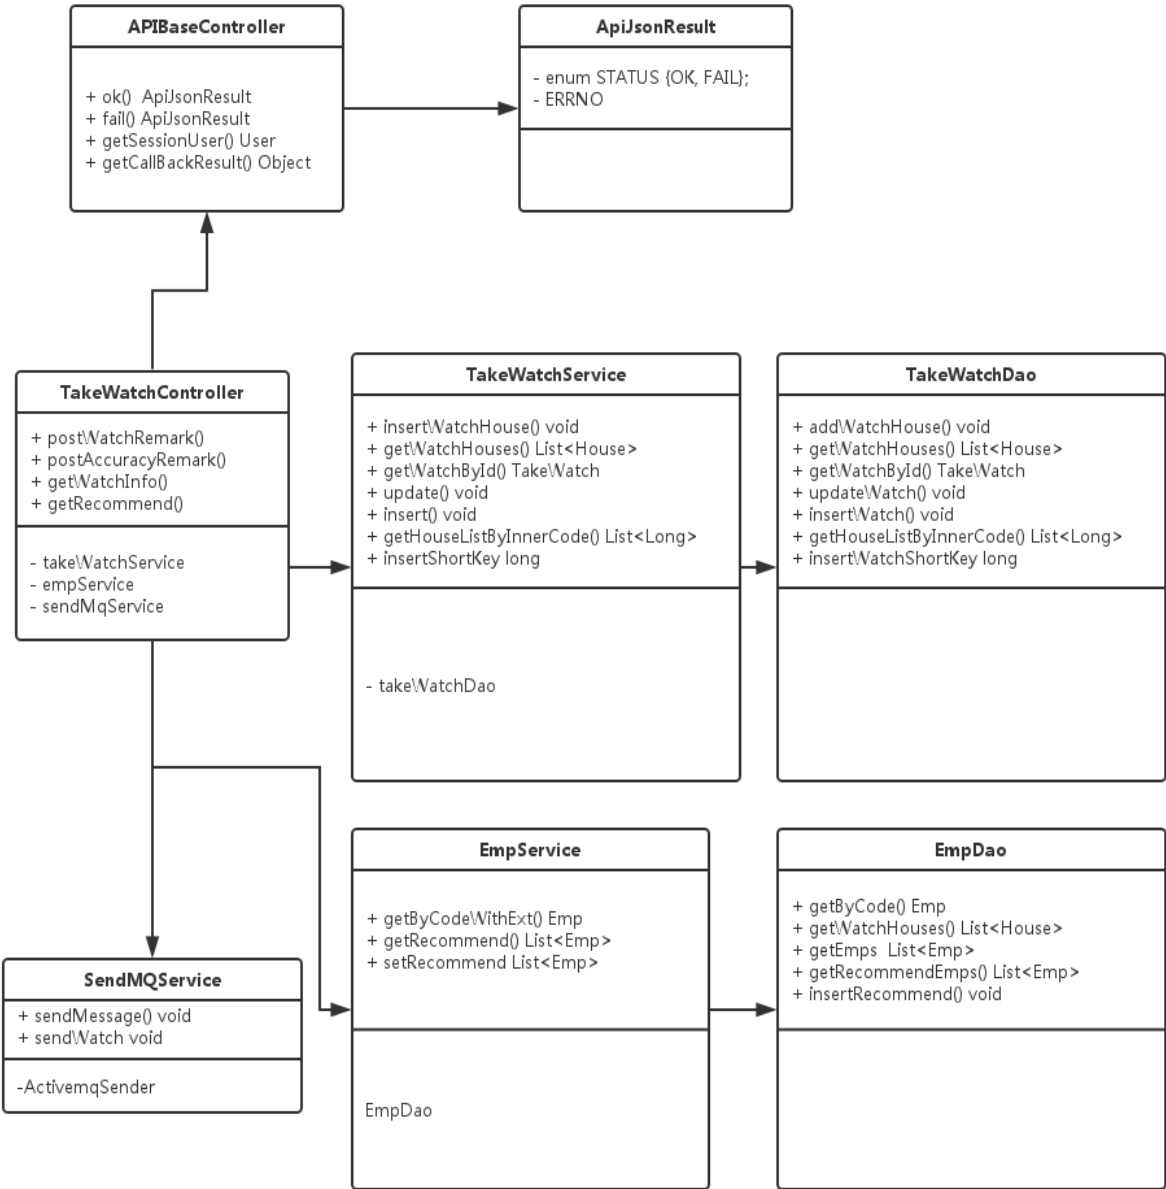 APIBaseController
+ ok()  ApiJsonResult
+ fail() ApiJsonResult
+ getSessionUser() User
+ getCallBackResult() Object
ApiJsonResult
- enum STATUS {OK, FAIL};
- ERRNO
TakeWatchController
+ postWatchRemark()
+ postAccuracyRemark()
+ getWatchInfo()
+ getRecommend()
- takeWatchService
- empService
- sendMqService
TakeWatchService
+ insertWatchHouse() void
+ getWatchHouses() List<House>
+ getWatchById() TakeWatch
+ update() void
+ insert() void
+ getHouseListByInnerCode() List<Long>
+ insertShortKey long
- takeWatchDao
TakeWatchDao
+ addWatchHouse() void
+ getWatchHouses() List<House>
+ getWatchById() TakeWatch
+ updateWatch() void
+ insertWatch() void
+ getHouseListByInnerCode() List<Long>
+ insertWatchShortKey long
SendMQService
+ sendMessage() void
+ sendWatch void
-ActivemqSender
EmpService
+ getByCodeWithExt() Emp
+ getRecommend() List<Emp>
+ setRecommend List<Emp>
EmpDao
EmpDao
+ getByCode() Emp
+ getWatchHouses() List<House>
+ getEmps  List<Emp>
+ getRecommendEmps() List<Emp>
+ insertRecommend() void